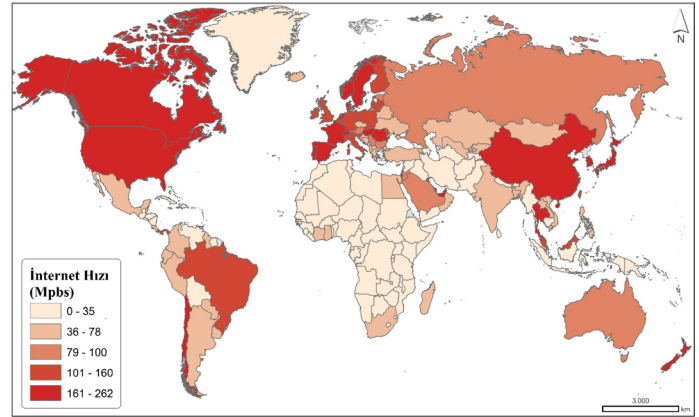 N
İnternet Hızı
(Mpbs)
0 - 35
36 - 78
79 - 100
101 - 160
161 - 262
3.000
km